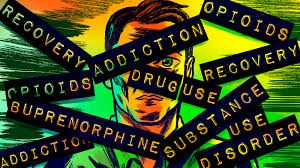 RECOVERY
ADDICTION
OPIOIDS
OPIOIDS
DRUG USE
RECOVERY
BUPRENORPHINE
SUBSTANCE
USE
DISORDER
ADDICTION